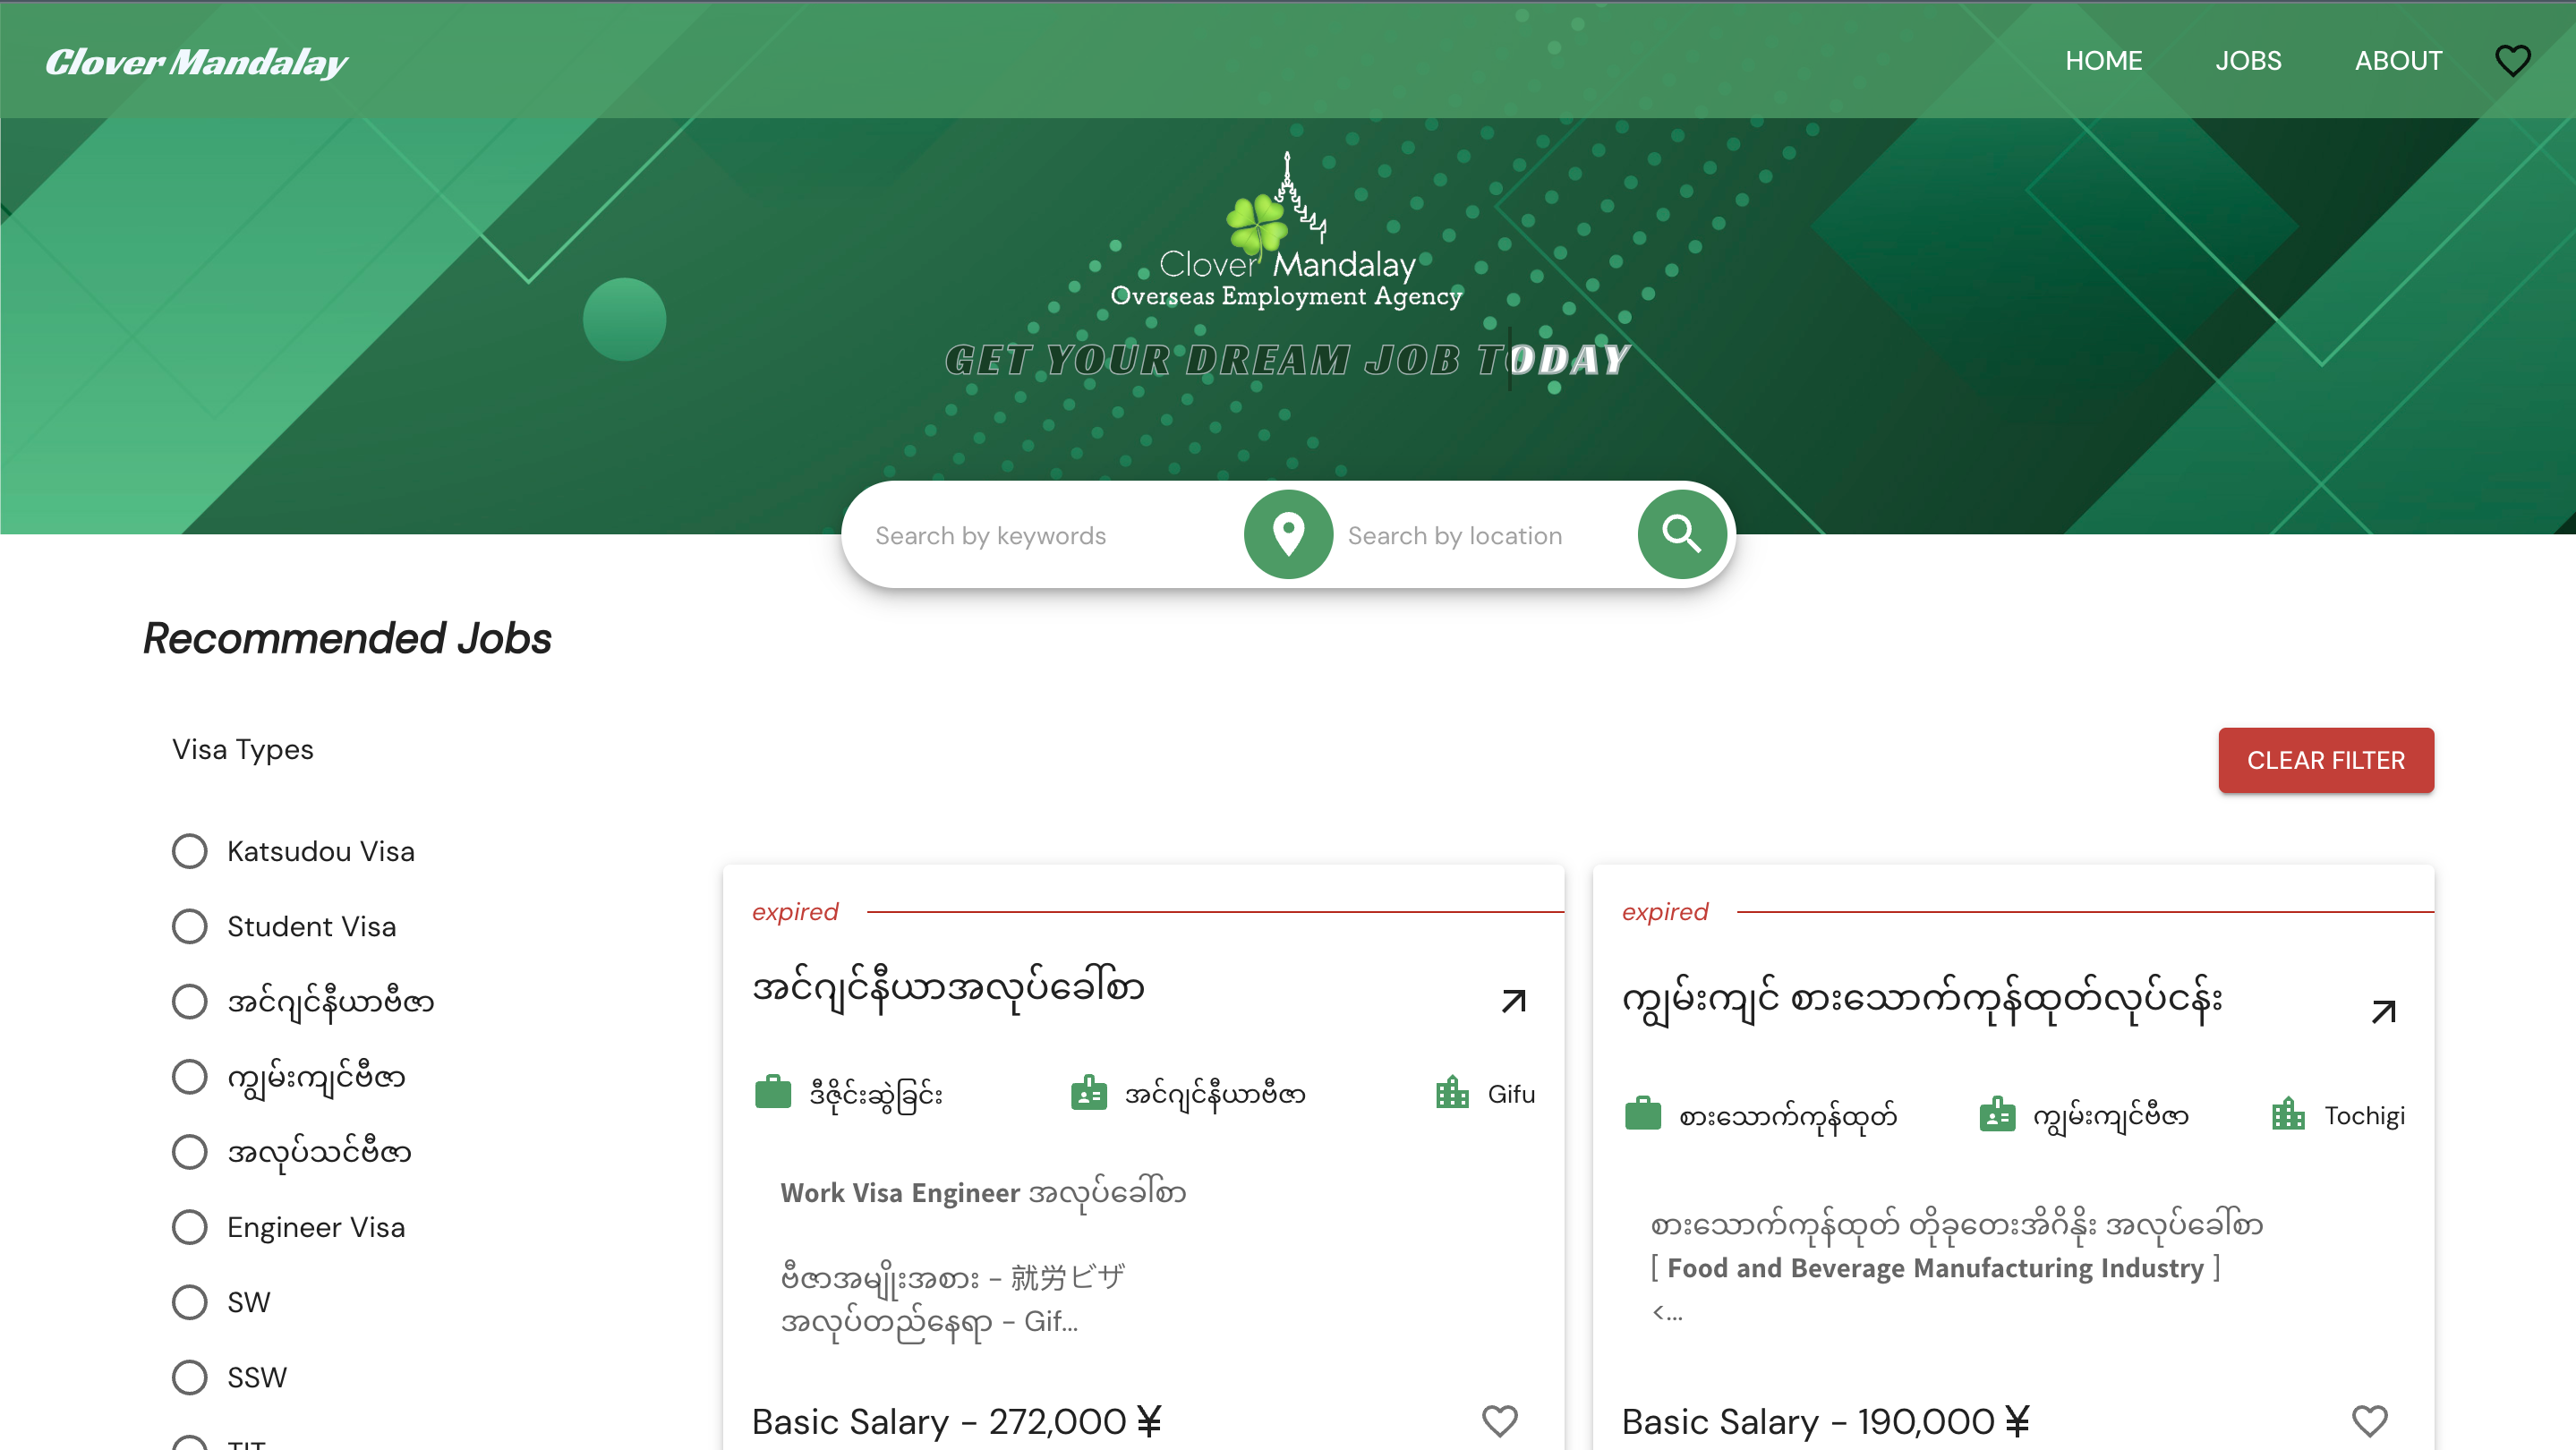 Clover Mandalay
HOME
JOBS
ABOUT
Clover Mandalay
Overseas Employment Agency
GET YOUR DREAM JOB TODAY
Search by keywords
Search by location
Recommended Jobs
Visa Types
CLEAR FILTER
Katsudou Visa
Student Visa
အင်ဂျင်နီယာဗီဇာ
ကျွမ်းကျင်ဗီဇာ
အလုပ်သင်ဗီဇာ
Engineer Visa
SW
SSW
TIT
expired
အင်ဂျင်နီယာအလုပ်ခေါ်စာ
ဒီဇိုင်းဆွဲခြင်း
အင်ဂျင်နီယာဗီဇာ
Gifu
Work Visa Engineer အလုပ်ခေါ်စာ
ဗီဇာအမျိုးအစား - 就労ビザ
အလုပ်တည်နေရာ - Gif...
Basic Salary - 272,000 ¥
expired
ကျွမ်းကျင် စားသောက်ကုန်ထုတ်လုပ်ငန်း
စားသောက်ကုန်ထုတ်
ကျွမ်းကျင်ဗီဇာ
Tochigi
စားသောက်ကုန်ထုတ် တိုခုတေးအိဂိနိုး အလုပ်ခေါ်စာ
[ Food and Beverage Manufacturing Industry ]
<...
Basic Salary - 190,000 ¥